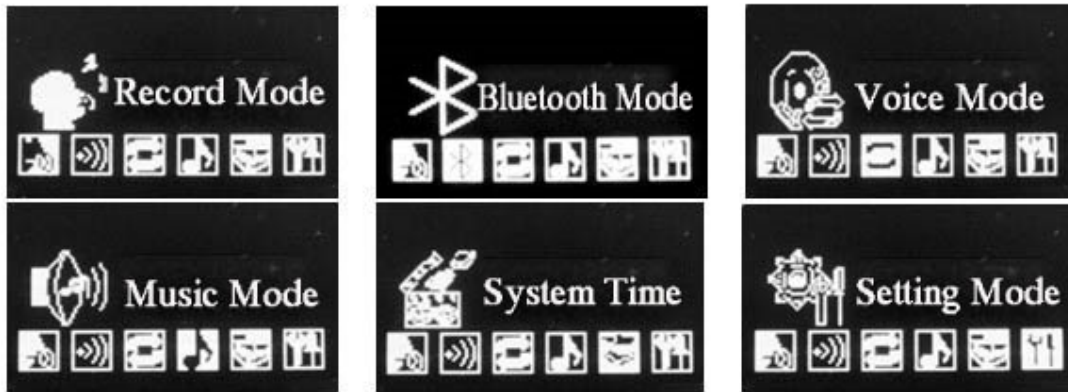 Record Mode
Bluetooth Mode
Voice Mode
Music Mode
System Time
Setting Mode